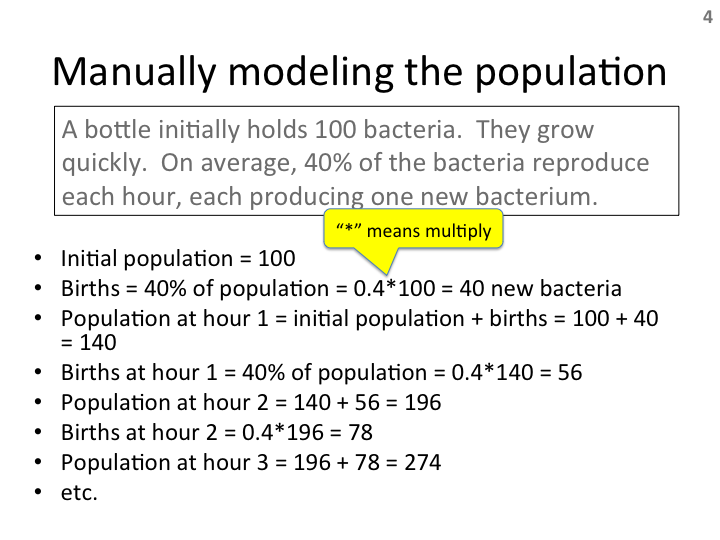 4
Manually modeling the population
A bottle initially holds 100 bacteria.  They grow
quickly.  On average, 40% of the bacteria reproduce
each hour, each producing one new bacterium.
“*” means multiply
• Initial population = 100
• Births = 40% of population = 0.4*100 = 40 new bacteria
• Population at hour 1 = initial population + births = 100 + 40
= 140
• Births at hour 1 = 40% of population = 0.4*140 = 56
• Population at hour 2 = 140 + 56 = 196
• Births at hour 2 = 0.4*196 = 78
• Population at hour 3 = 196 + 78 = 274
• etc.